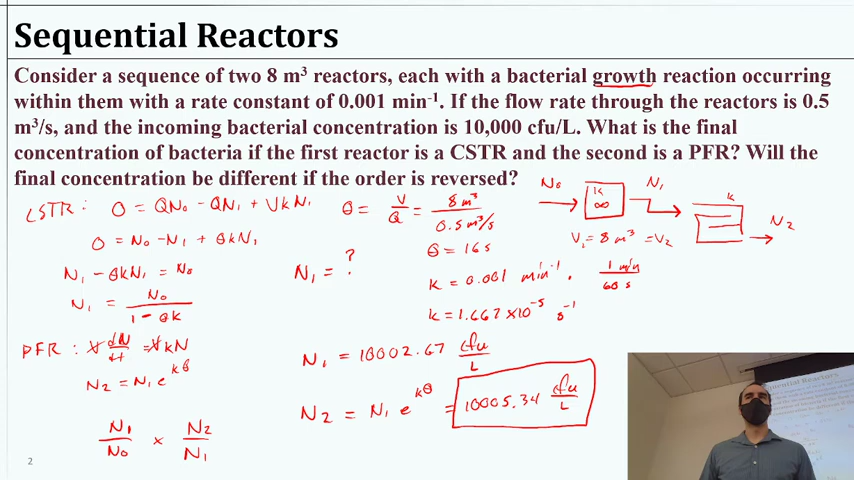 Sequential Reactors
Consider a sequence of two 8 m³ reactors, each with a bacterial growth reaction occurring
within them with a rate constant of 0.001 min⁻¹. If the flow rate through the reactors is 0.5
m³/s, and the incoming bacterial concentration is 10,000 cfu/L. What is the final
concentration of bacteria if the first reactor is a CSTR and the second is a PFR? Will the
final concentration be different if the order is reversed?
CSTR: 0 = QN₀ - QN₁ + VkN₁
0 = N₀ - N₁ + θkN₁
N₁ - θkN₁ = N₀
N₁ = N₀ / (1 - θk)
PFR: V dN/dt = VkN
N₂ = N₁ e^kθ
N₁/N₀ × N₂/N₁
θ = V/Q = 8 m³ / 0.5 m³/s
θ = 16 s
N₁ = ?
k = 0.001 min⁻¹ · 1 min / 60 s
k = 1.667 × 10⁻⁵ s⁻¹
N₁ = 10002.67 cfu/L
N₂ = N₁ e^kθ = 10005.34 cfu/L
N₀ k ∞ N₁ k N₂
V₁ = 8 m³ = V₂
2